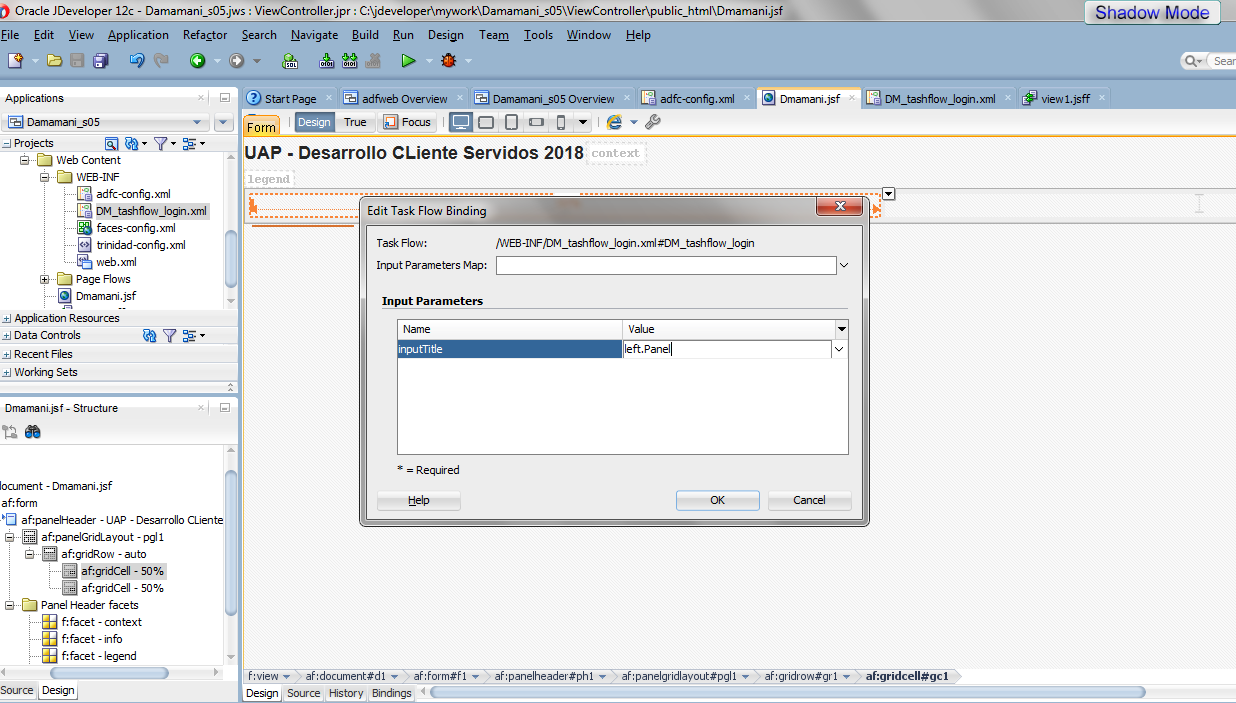 Oracle JDeveloper 12c - Damamani_s05.jws : ViewController.jpr : C:\jdeveloper\mywork\Damamani_s05\ViewController\public_html\Dmamani.jsf
Shadow Mode
File Edit View Application Refactor Search Navigate Build Run Design Team Tools Window Help
Sear
Applications
Start Page
adfweb Overview
Damamani_s05 Overview
adfc-config.xml
Dmamani.jsf
DM_tashflow_login.xml
view1.jsff
Damamani_s05
Form
Design
True
Focus
Projects
Web Content
WEB-INF
adfc-config.xml
DM_tashflow_login.xml
faces-config.xml
trinidad-config.xml
web.xml
Page Flows
Dmamani.jsf
Application Resources
Data Controls
Recent Files
Working Sets
UAP - Desarrollo CLiente Servidos 2018
context
legend
Edit Task Flow Binding
Task Flow: /WEB-INF/DM_tashflow_login.xml#DM_tashflow_login
Input Parameters Map:
Input Parameters
Name Value
inputTitle left.Panel
* = Required
Help OK Cancel
Dmamani.jsf - Structure
ocument - Dmamani.jsf
af:form
af:panelHeader - UAP - Desarrollo CLiente
af:panelGridLayout - pgl1
af:gridRow - auto
af:gridCell - 50%
af:gridCell - 50%
Panel Header facets
f:facet - context
f:facet - info
f:facet - legend
Source Design
f:view af:document#d1 af:form#f1 af:panelheader#ph1 af:panelgridlayout#pgl1 af:gridrow#gr1 af:gridcell#gc1
Design Source History Bindings